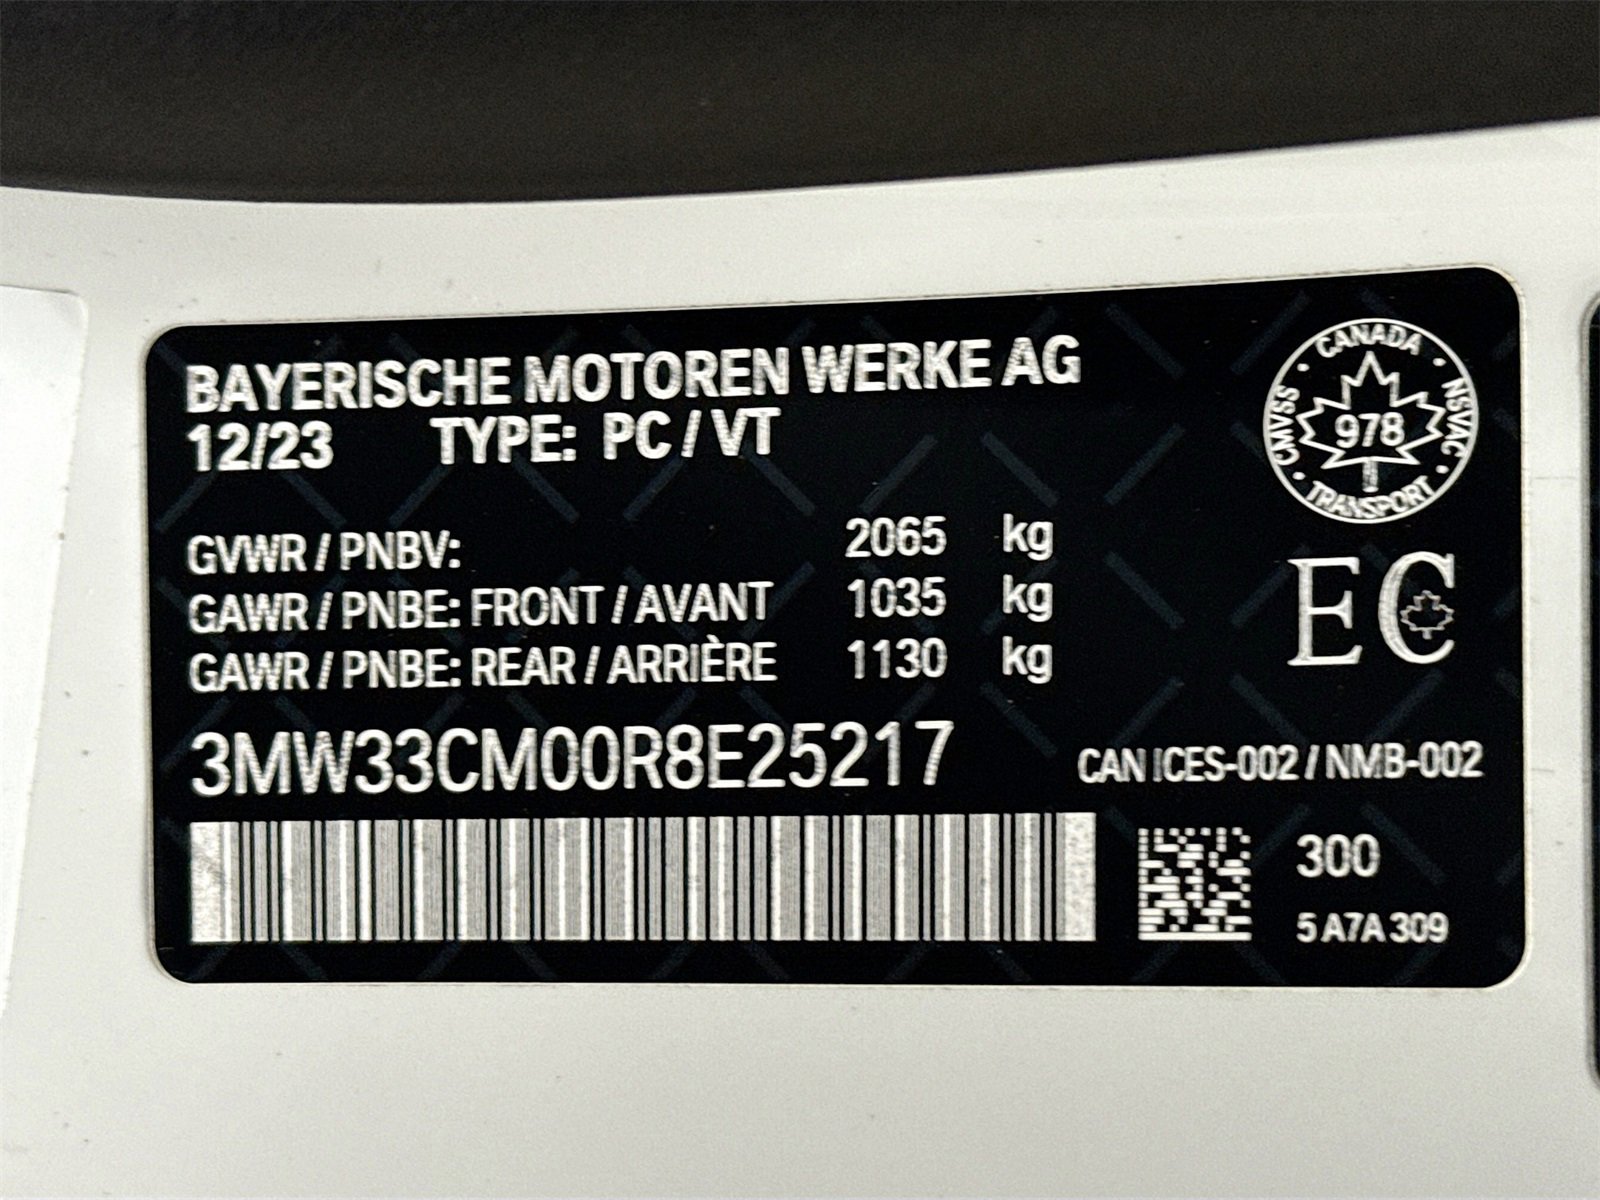 BAYERISCHE MOTOREN WERKE AG
12/23 TYPE: PC / VT
CANADA
CMVSS
978
NSVAC
TRANSPORT
GVWR / PNBV: 2065 kg
GAWR / PNBE: FRONT / AVANT 1035 kg
GAWR / PNBE: REAR / ARRIÈRE 1130 kg
EC
3MW33CM00R8E25217
CAN ICES-002 / NMB-002
300
5 A7A 309